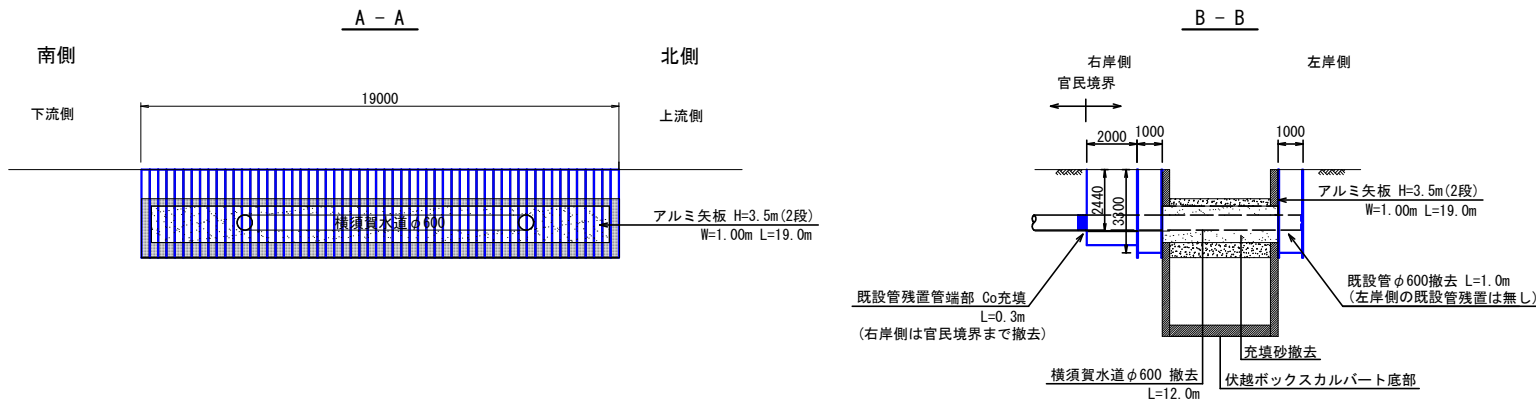 A - A
南側
北側
19000
下流側
上流側
横須賀水道φ600
アルミ矢板 H=3.5m(2段)
W=1.00m L=19.0m
B - B
右岸側
左岸側
官民境界
2000
1000
1000
2440
3300
アルミ矢板 H=3.5m(2段)
W=1.00m L=19.0m
既設管残置管端部 Co充填
L=0.3m
(右岸側は官民境界まで撤去)
既設管φ600撤去 L=1.0m
(左岸側の既設管残置は無し)
充填砂撤去
横須賀水道φ600 撤去
L=12.0m
伏越ボックスカルバート底部